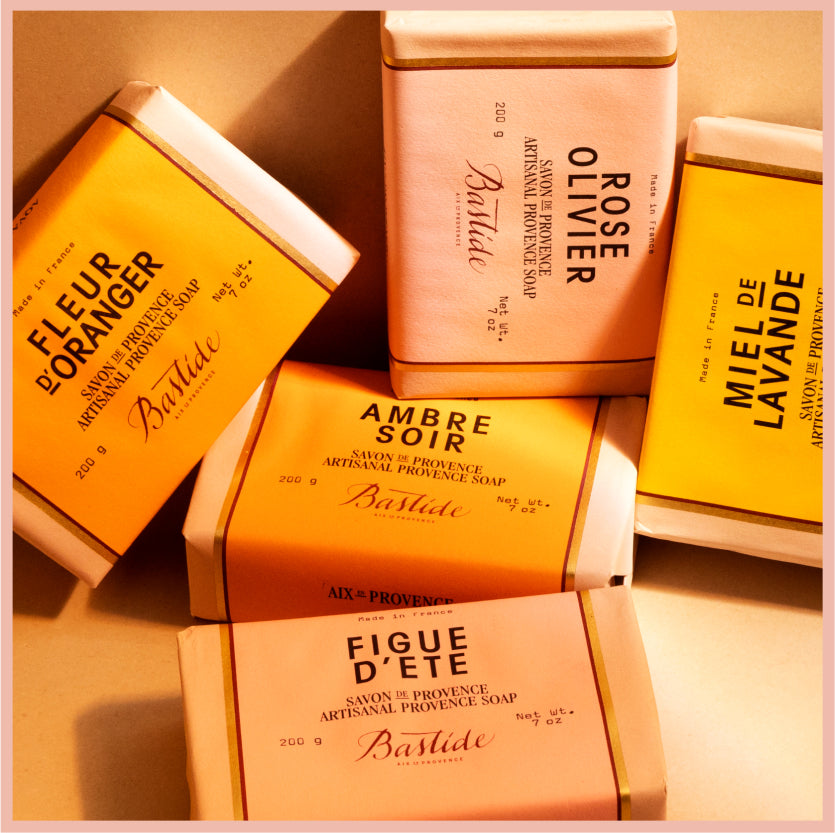 Made in France
FLEUR
D'ORANGER
SAVON DE PROVENCE
ARTISANAL PROVENCE SOAP
Net Wt.
7 oz
Bastide
AIX EN PROVENCE
200 g
Made in France
ROSE
OLIVIER
SAVON DE PROVENCE
ARTISANAL PROVENCE SOAP
200 g
Bastide
AIX EN PROVENCE
Net Wt.
7 oz
Made in France
MIEL DE
LAVANDE
SAVON DE PROVENCE
AMBRE
SOIR
SAVON DE PROVENCE
ARTISANAL PROVENCE SOAP
200 g
Bastide
AIX EN PROVENCE
Net Wt.
7 oz
AIX EN PROVENCE
Made in France
FIGUE
D'ETE
SAVON DE PROVENCE
ARTISANAL PROVENCE SOAP
200 g
Bastide
AIX EN PROVENCE
Net Wt.
7 oz